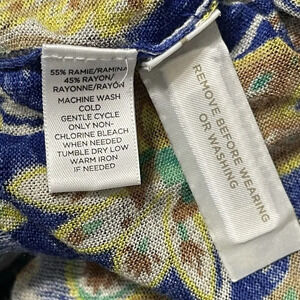 55% RAMIE/RAMINA
45% RAYON/
RAYONNE/RAYÓN
MACHINE WASH
COLD
GENTLE CYCLE
ONLY NON-
CHLORINE BLEACH
WHEN NEEDED
TUMBLE DRY LOW
WARM IRON
IF NEEDED
REMOVE BEFORE WEARING
OR WASHING